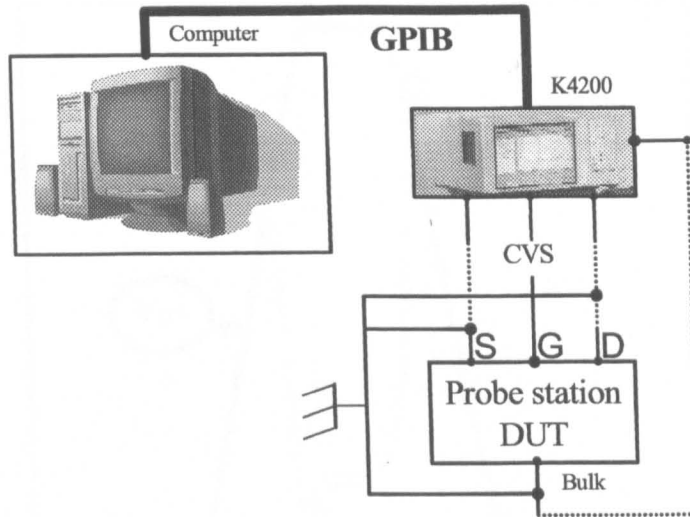 Computer
GPIB
K4200
CVS
S G D
Probe station
DUT
Bulk